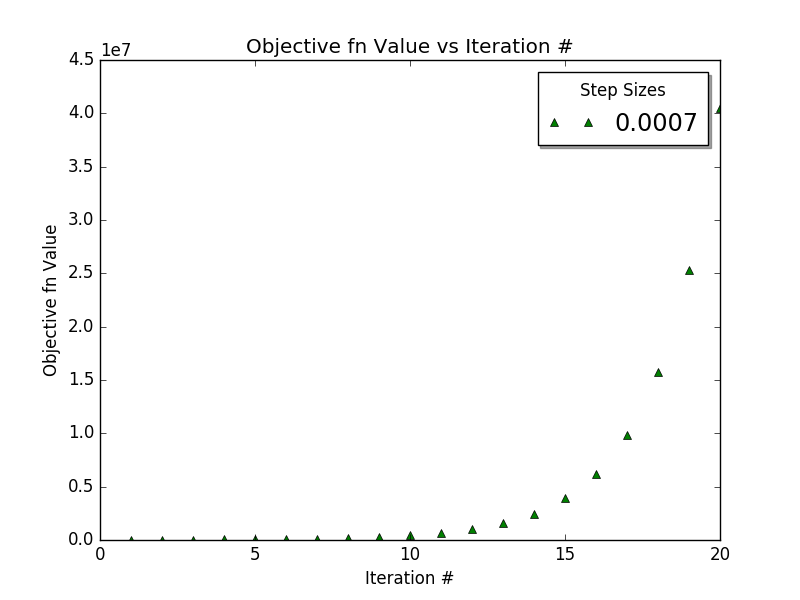 Objective fn Value vs Iteration #
1e7
4.5
4.0
3.5
3.0
2.5
2.0
1.5
1.0
0.5
0.0
Objective fn Value
Step Sizes
0.0007
0 5 10 15 20
Iteration #